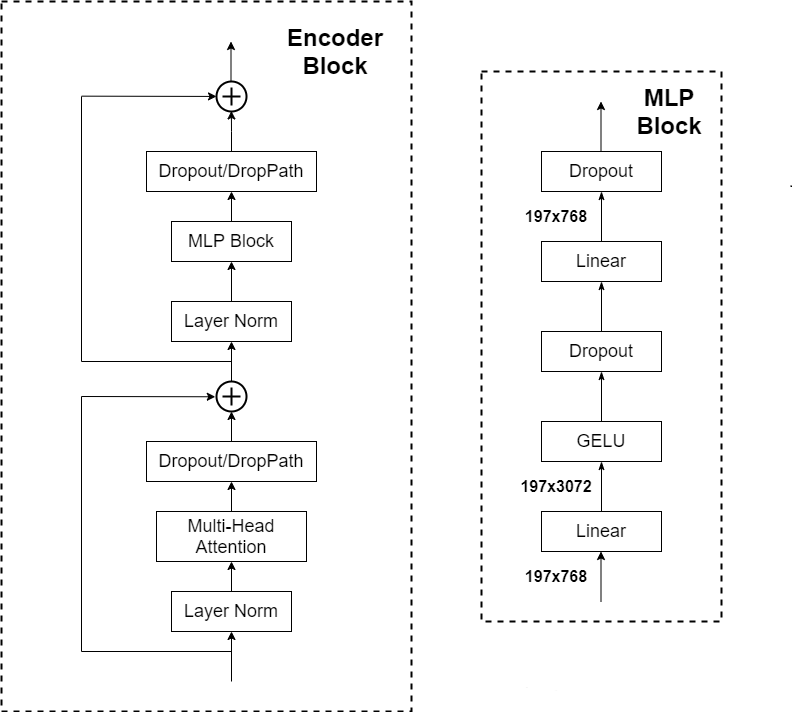 Encoder
Block
Dropout/DropPath
MLP Block
Layer Norm
Dropout/DropPath
Multi-Head
Attention
Layer Norm
MLP
Block
Dropout
197x768
Linear
Dropout
GELU
197x3072
Linear
197x768